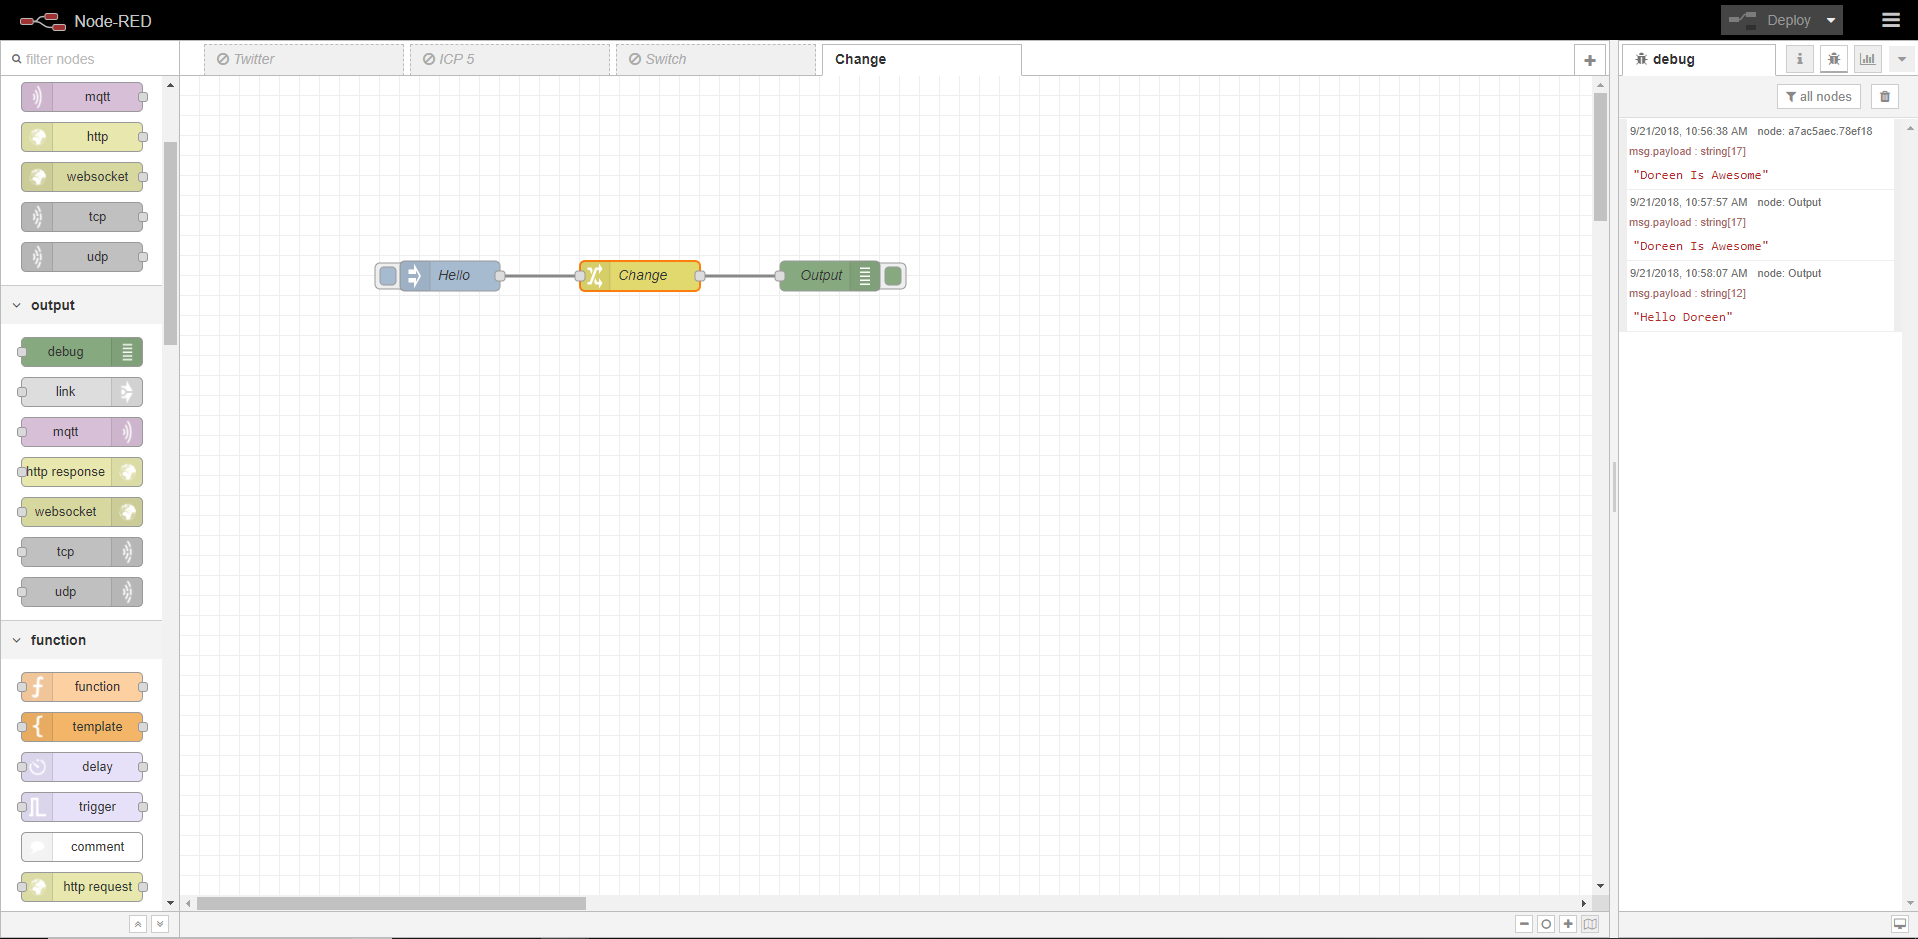 Node-RED
Deploy
filter nodes
Twitter
ICP 5
Switch
Change
debug
i
all nodes
mqtt
http
websocket
tcp
udp
output
debug
link
mqtt
http response
websocket
tcp
udp
function
function
template
delay
trigger
comment
http request
Hello
Change
Output
9/21/2018, 10:56:38 AM node: a7ac5aec.78ef18
msg.payload : string[17]
"Doreen Is Awesome"
9/21/2018, 10:57:57 AM node: Output
msg.payload : string[17]
"Doreen Is Awesome"
9/21/2018, 10:58:07 AM node: Output
msg.payload : string[12]
"Hello Doreen"